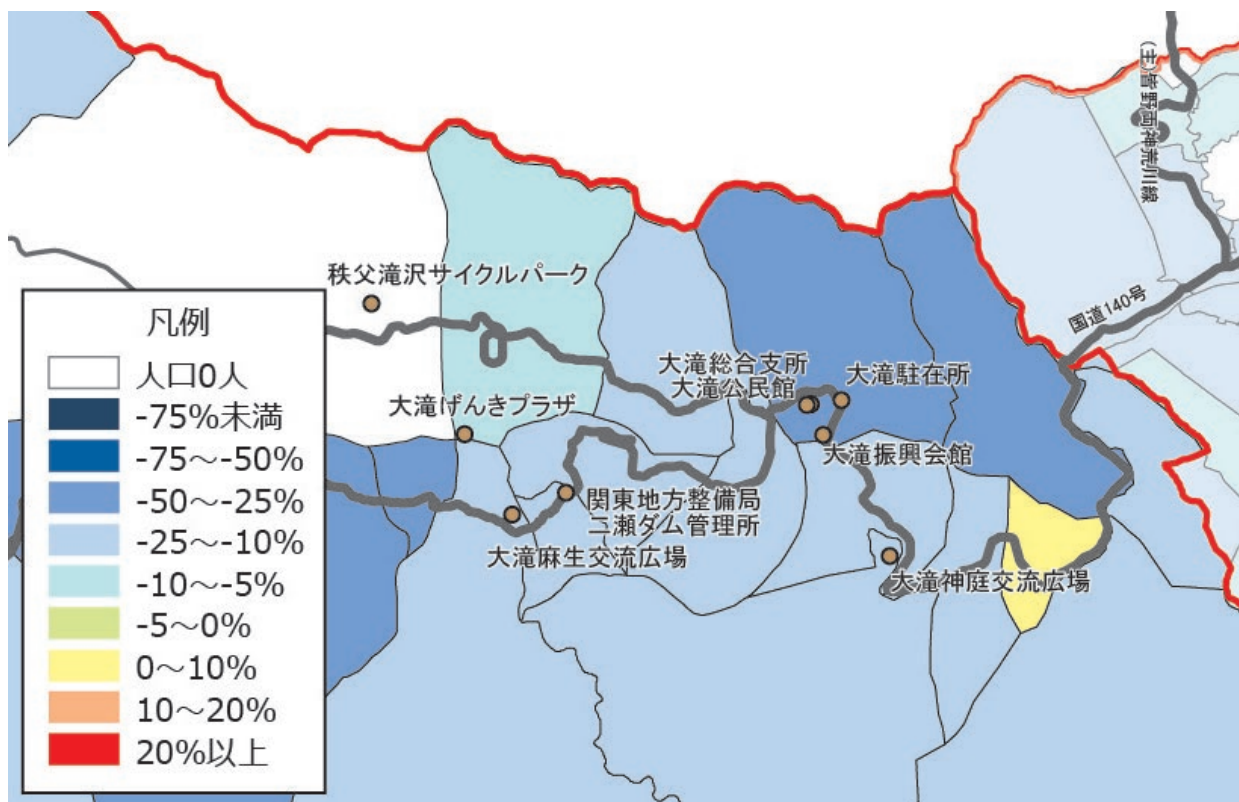 (主)皆野両神荒川線
国道140号
秩父滝沢サイクルパーク
大滝総合支所
大滝公民館
大滝駐在所
大滝げんきプラザ
大滝振興会館
関東地方整備局
二瀬ダム管理所
大滝麻生交流広場
大滝神庭交流広場
凡例
人口0人
-75%未満
-75～-50%
-50～-25%
-25～-10%
-10～-5%
-5～0%
0～10%
10～20%
20%以上